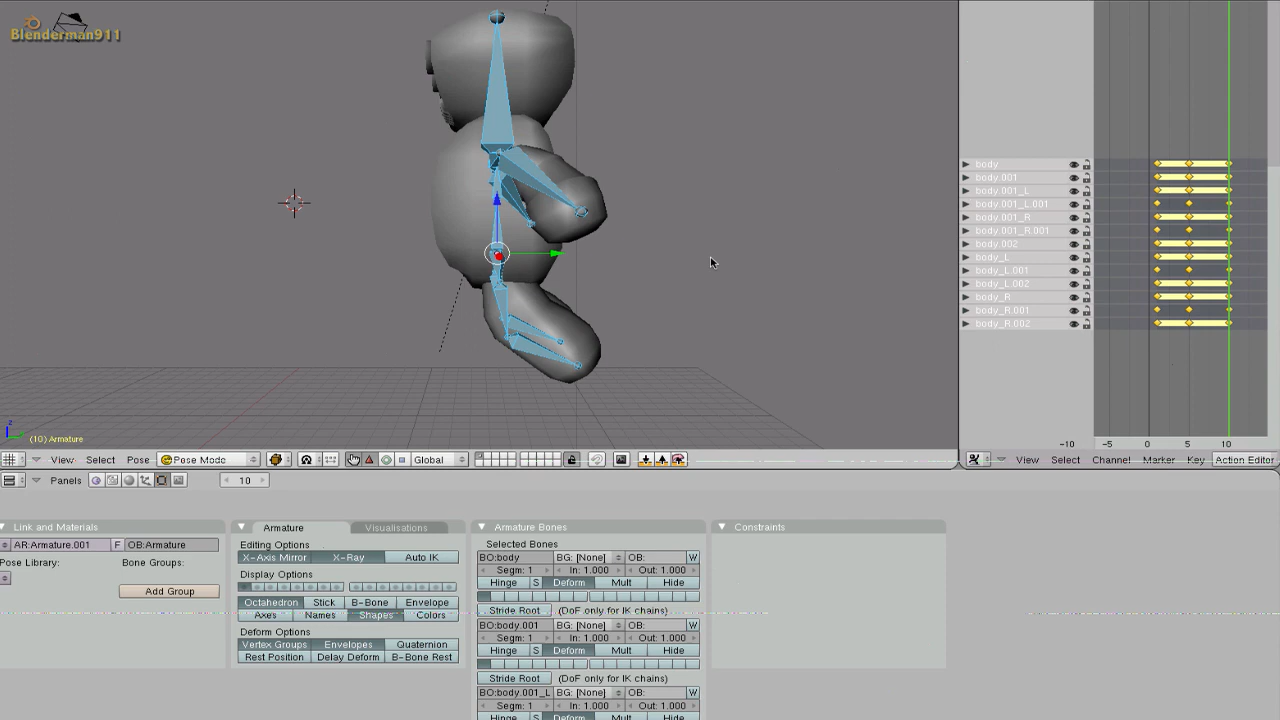 Blenderman911
body
body.001
body.001_L
body.001_L.001
body.001_R
body.001_R.001
body.002
body_L
body_L.001
body_L.002
body_R
body_R.001
body_R.002
z
(10) Armature
-10 -5 0 5 10
View Select Pose Pose Mode Global
View Select Channel Marker Key Action Editor
Panels 10
Link and Materials Armature Visualisations Armature Bones Constraints
AR:Armature.001 F OB:Armature
Pose Library: Bone Groups:
Add Group
Editing Options
X-Axis Mirror X-Ray Auto IK
Display Options
Octahedron Stick B-Bone Envelope
Axes Names Shapes Colors
Deform Options
Vertex Groups Envelopes Quaternion
Rest Position Delay Deform B-Bone Rest
Selected Bones
BO:body BG: [None] OB: W
Segm: 1 In: 1.000 Out: 1.000
Hinge S Deform Mult Hide
Stride Root (DoF only for IK chains)
BO:body.001 BG: [None] OB: W
Segm: 1 In: 1.000 Out: 1.000
Hinge S Deform Mult Hide
Stride Root (DoF only for IK chains)
BO:body.001_L BG: [None] OB: W
Segm: 1 In: 1.000 Out: 1.000
Hinge S Deform Mult Hide